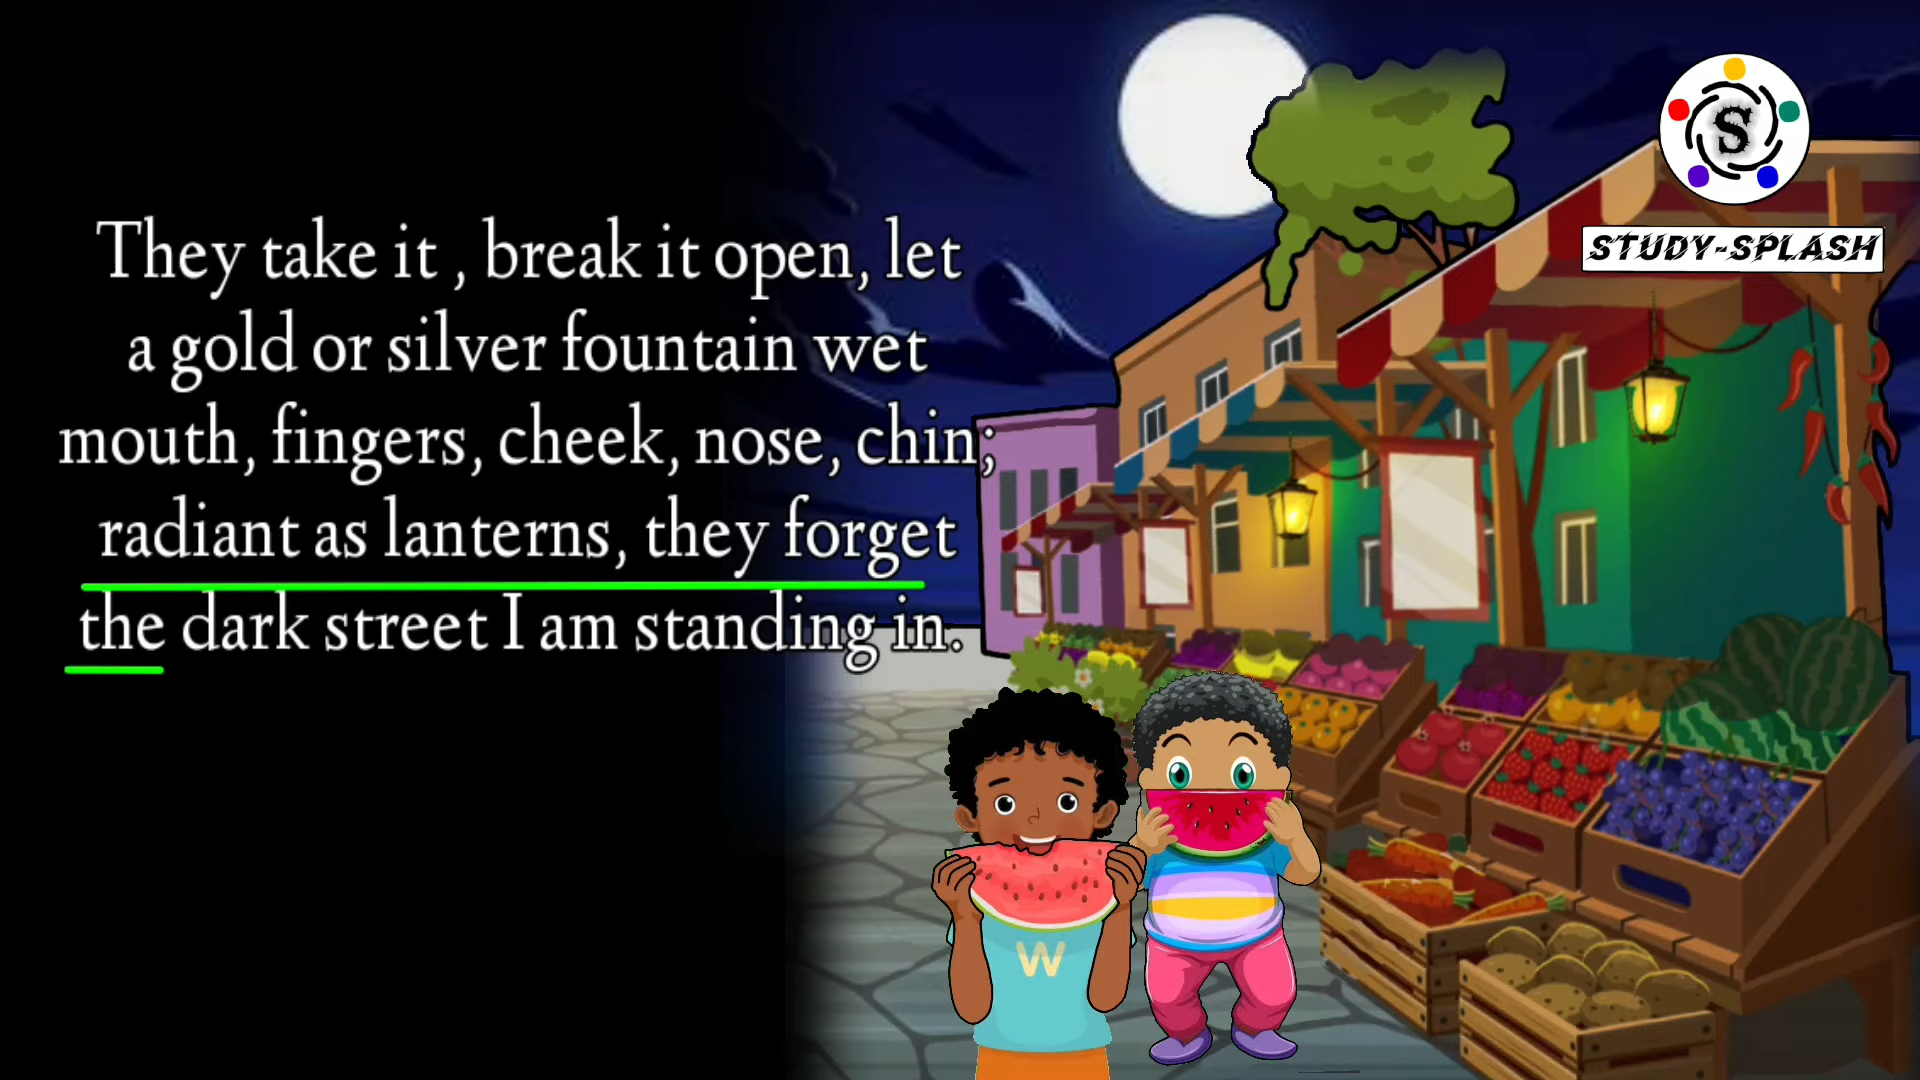 They take it , break it open, let
a gold or silver fountain wet
mouth, fingers, cheek, nose, chin;
radiant as lanterns, they forget
the dark street I am standing in.
S
STUDY-SPLASH
W